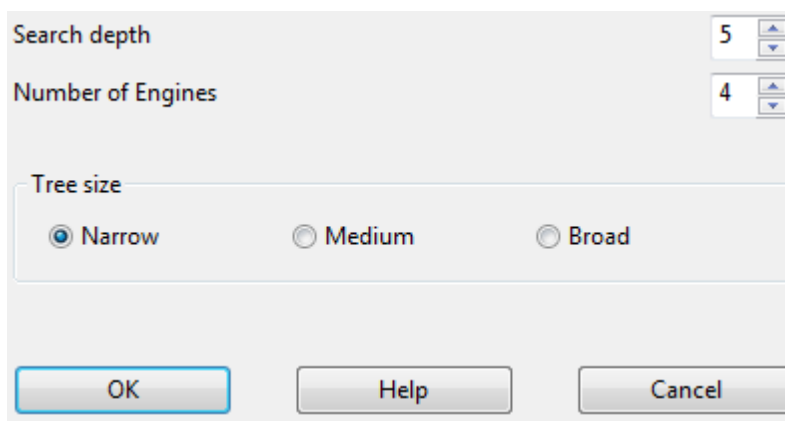 Search depth 5
Number of Engines 4
Tree size
Narrow Medium Broad
OK Help Cancel